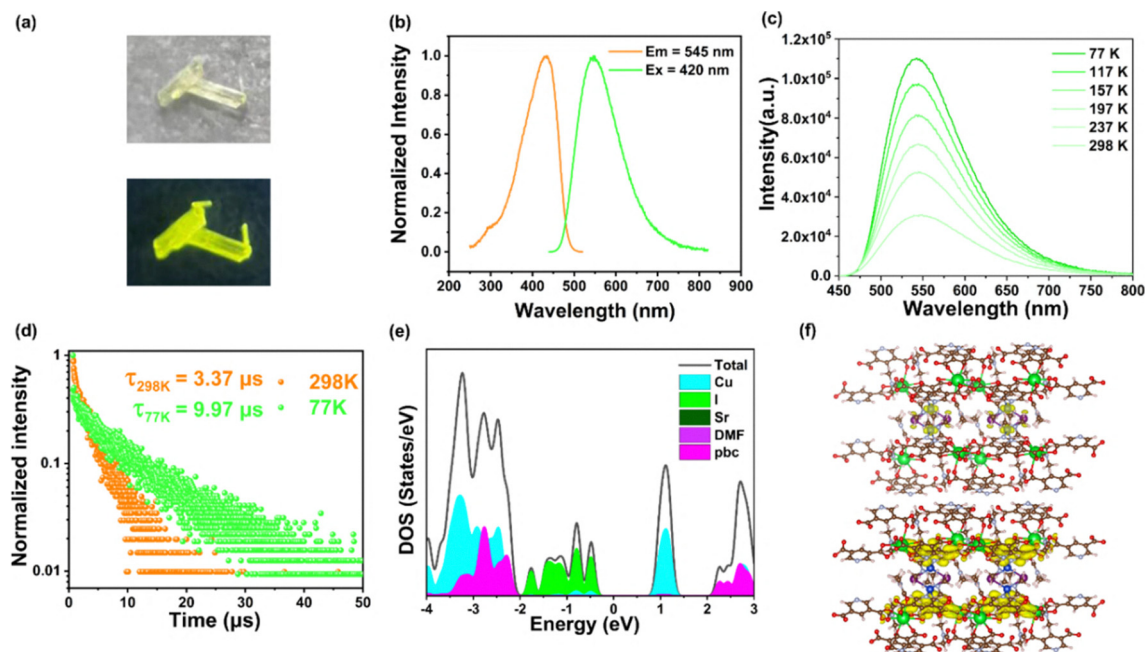 (a)
(b)
Normalized Intensity
1.0
0.8
0.6
0.4
0.2
0.0
Em = 545 nm
Ex = 420 nm
200 300 400 500 600 700 800 900
Wavelength (nm)
(c)
Intensity(a.u.)
1.2x10⁵
1.0x10⁵
8.0x10⁴
6.0x10⁴
4.0x10⁴
2.0x10⁴
0.0
77 K
117 K
157 K
197 K
237 K
298 K
450 500 550 600 650 700 750 800
Wavelength (nm)
(d)
Normalized intensity
1
0.1
0.01
τ298K = 3.37 µs
298K
τ77K = 9.97 µs
77K
0 10 20 30 40 50
Time (µs)
(e)
DOS (States/eV)
Total
Cu
I
Sr
DMF
pbc
-4 -3 -2 -1 0 1 2 3
Energy (eV)
(f)